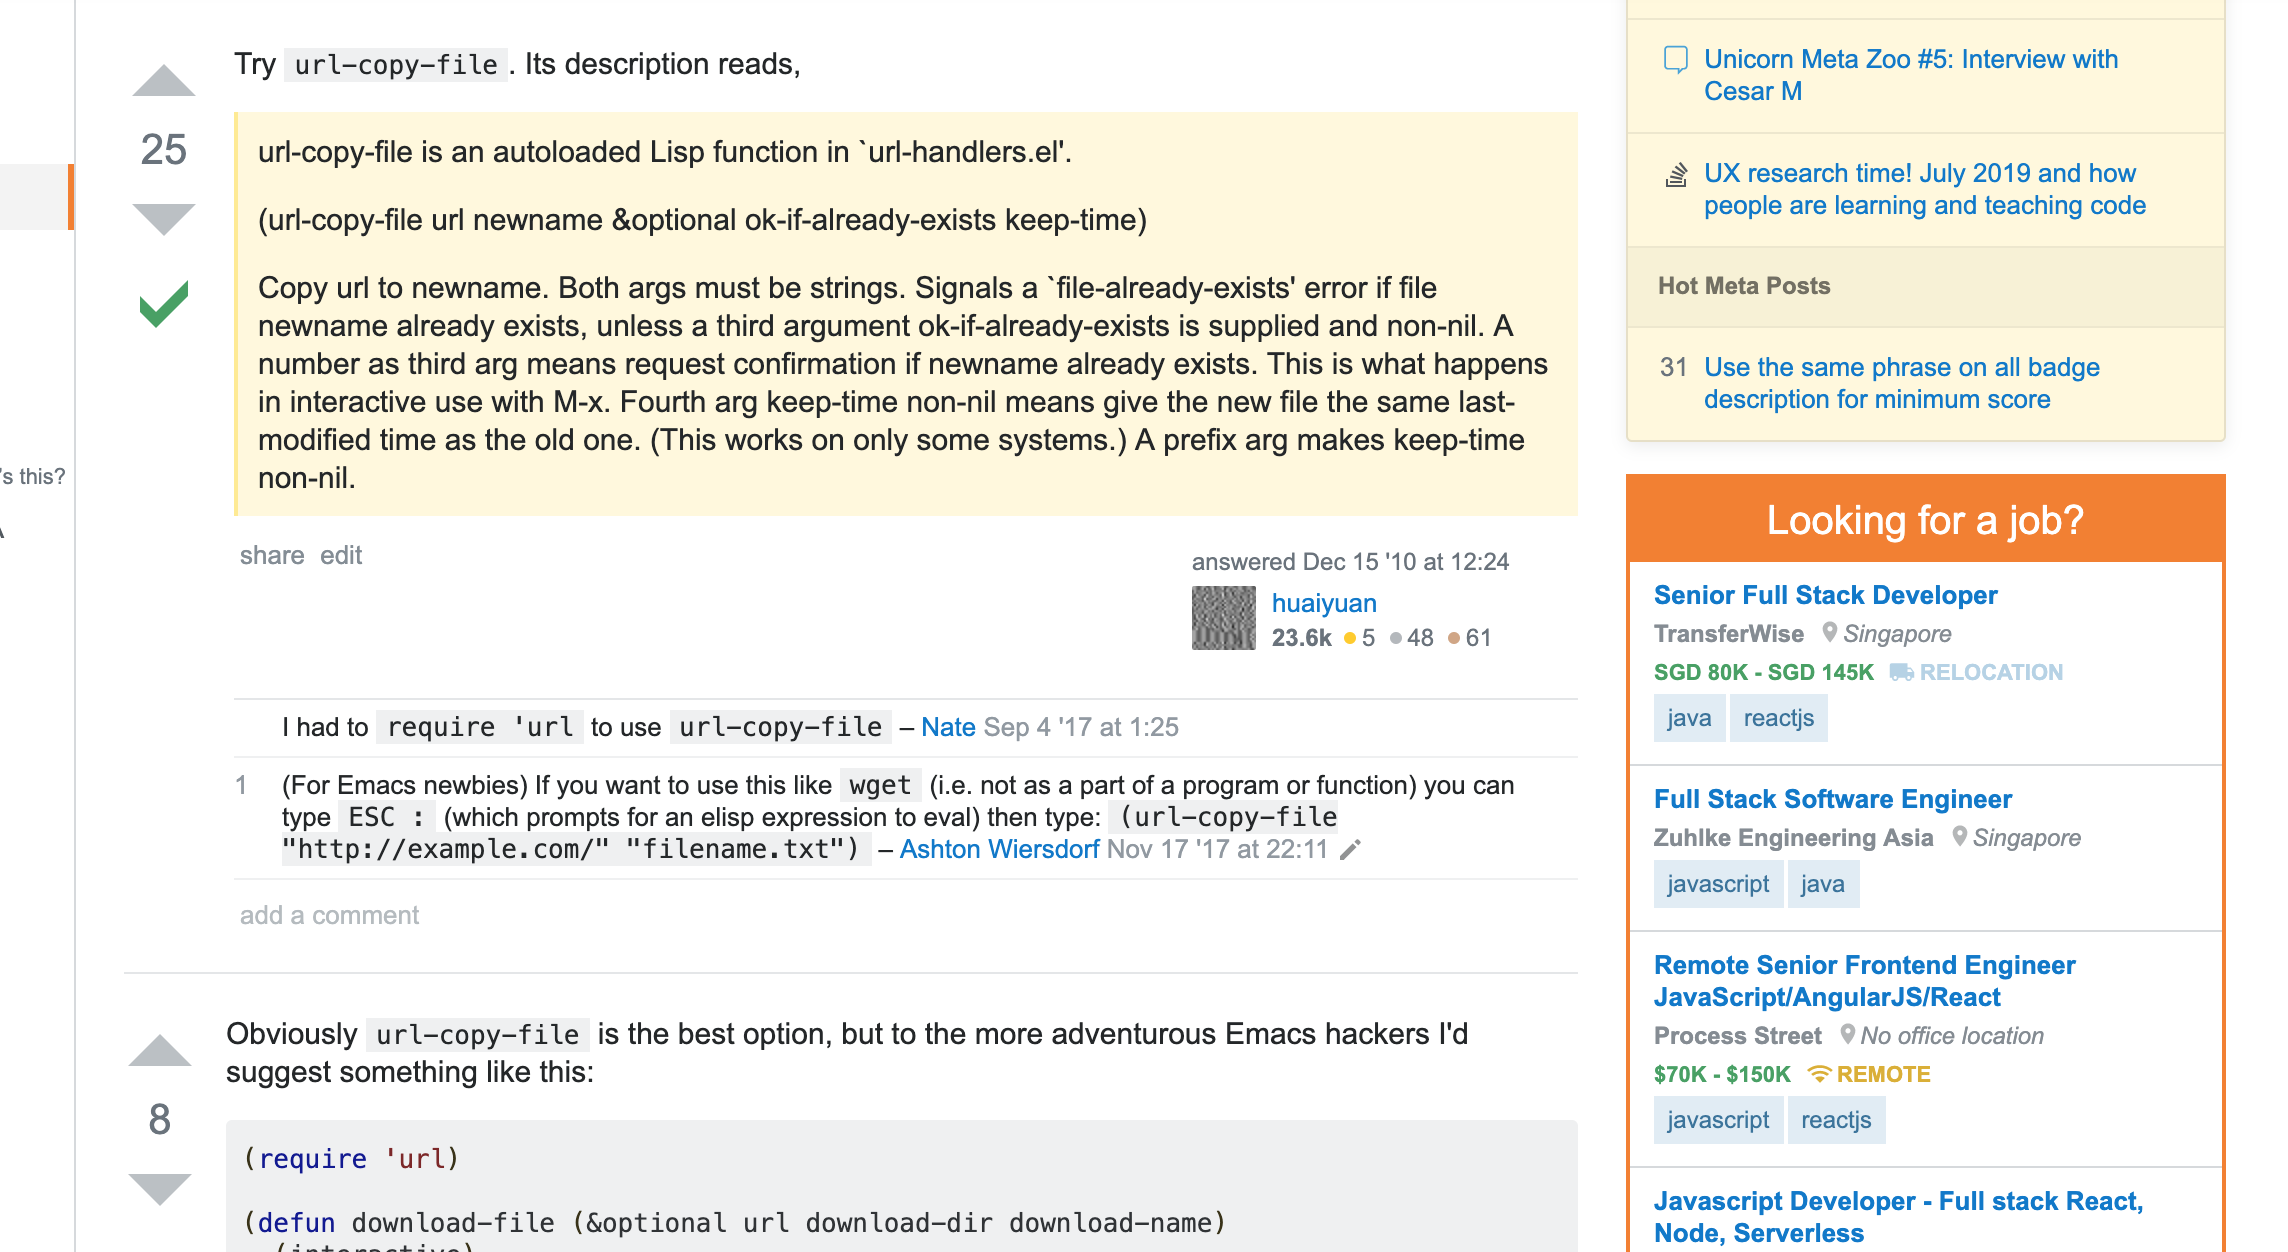 Try url-copy-file. Its description reads,
25
url-copy-file is an autoloaded Lisp function in `url-handlers.el'.
(url-copy-file url newname &optional ok-if-already-exists keep-time)
Copy url to newname. Both args must be strings. Signals a `file-already-exists' error if file
newname already exists, unless a third argument ok-if-already-exists is supplied and non-nil. A
number as third arg means request confirmation if newname already exists. This is what happens
in interactive use with M-x. Fourth arg keep-time non-nil means give the new file the same last-
modified time as the old one. (This works on only some systems.) A prefix arg makes keep-time
non-nil.
's this?
share edit
answered Dec 15 '10 at 12:24
huaiyuan
23.6k 5 48 61
I had to require 'url to use url-copy-file – Nate Sep 4 '17 at 1:25
1 (For Emacs newbies) If you want to use this like wget (i.e. not as a part of a program or function) you can
type ESC : (which prompts for an elisp expression to eval) then type: (url-copy-file
"http://example.com/" "filename.txt") – Ashton Wiersdorf Nov 17 '17 at 22:11
add a comment
Obviously url-copy-file is the best option, but to the more adventurous Emacs hackers I'd
suggest something like this:
8
(require 'url)
(defun download-file (&optional url download-dir download-name)
(interactive)
Unicorn Meta Zoo #5: Interview with
Cesar M
UX research time! July 2019 and how
people are learning and teaching code
Hot Meta Posts
31 Use the same phrase on all badge
description for minimum score
Looking for a job?
Senior Full Stack Developer
TransferWise Singapore
SGD 80K - SGD 145K RELOCATION
java reactjs
Full Stack Software Engineer
Zuhlke Engineering Asia Singapore
javascript java
Remote Senior Frontend Engineer
JavaScript/AngularJS/React
Process Street No office location
$70K - $150K REMOTE
javascript reactjs
Javascript Developer - Full stack React,
Node, Serverless